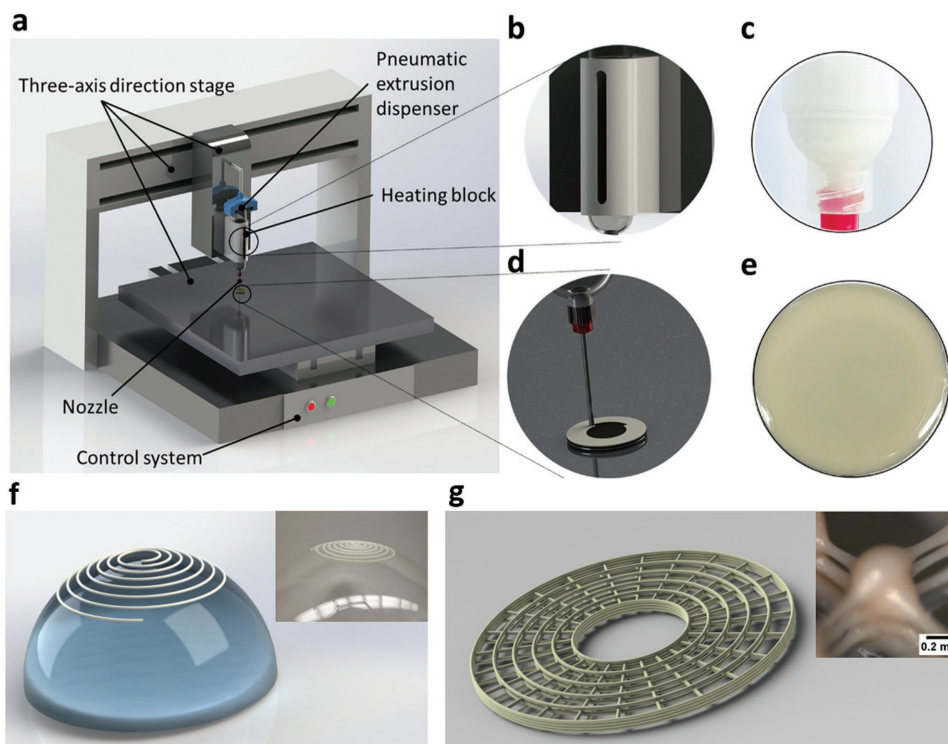 a
Three-axis direction stage
Pneumatic
extrusion
dispenser
Heating block
Nozzle
Control system
b
c
d
e
f
g
0.2 m